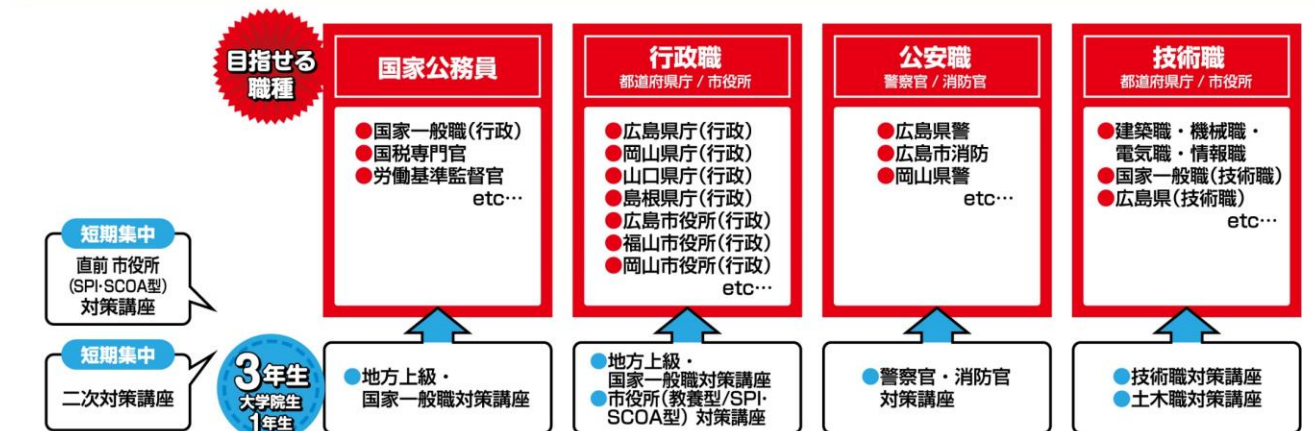 目指せる
職種
国家公務員
●国家一般職(行政)
●国税専門官
●労働基準監督官
etc…
行政職
都道府県庁 / 市役所
●広島県庁(行政)
●岡山県庁(行政)
●山口県庁(行政)
●島根県庁(行政)
●広島市役所(行政)
●福山市役所(行政)
●岡山市役所(行政)
etc…
公安職
警察官 / 消防官
●広島県警
●広島市消防
●岡山県警
etc…
技術職
都道府県庁 / 市役所
●建築職・機械職・
電気職・情報職
●国家一般職(技術職)
●広島県(技術職)
etc…
短期集中
直前 市役所
(SPI・SCOA型)
対策講座
短期集中
二次対策講座
3年生
大学院生
1年生
●地方上級・
国家一般職対策講座
●地方上級・
国家一般職対策講座
●市役所(教養型/SPI・
SCOA型) 対策講座
●警察官・消防官
対策講座
●技術職対策講座
●土木職対策講座